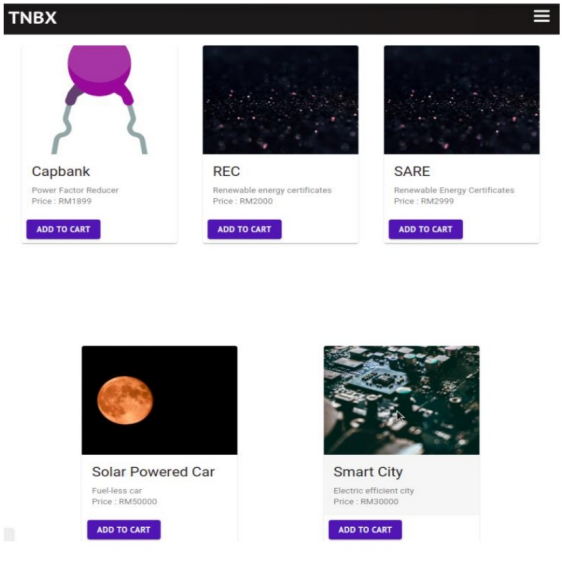 TNBX
Capbank
Power Factor Reducer
Price : RM1899
ADD TO CART
REC
Renewable energy certificates
Price : RM2000
ADD TO CART
SARE
Renewable Energy Certificates
Price : RM2999
ADD TO CART
Solar Powered Car
Fuel-less car
Price : RM50000
ADD TO CART
Smart City
Electric efficient city
Price : RM30000
ADD TO CART